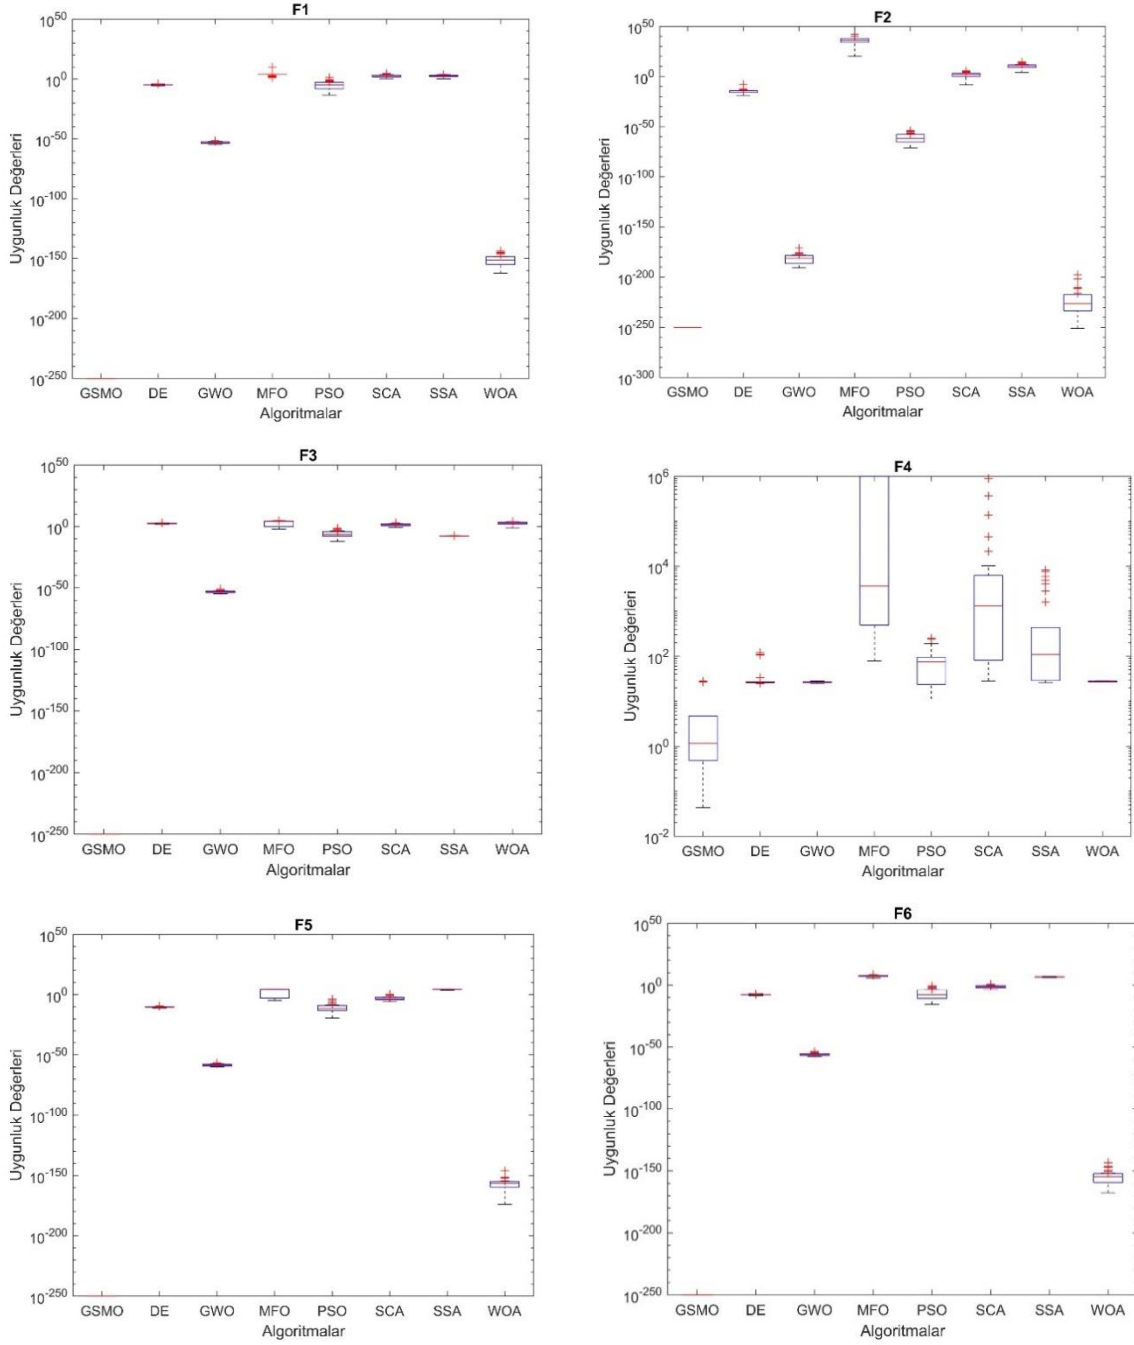 F1
Uygunluk Değerleri
10^50
10^0
10^-50
10^-100
10^-150
10^-200
10^-250
GSMO DE GWO MFO PSO SCA SSA WOA
Algoritmalar
F2
Uygunluk Değerleri
10^50
10^0
10^-50
10^-100
10^-150
10^-200
10^-250
10^-300
GSMO DE GWO MFO PSO SCA SSA WOA
Algoritmalar
F3
Uygunluk Değerleri
10^50
10^0
10^-50
10^-100
10^-150
10^-200
10^-250
GSMO DE GWO MFO PSO SCA SSA WOA
Algoritmalar
F4
Uygunluk Değerleri
10^6
10^4
10^2
10^0
10^-2
GSMO DE GWO MFO PSO SCA SSA WOA
Algoritmalar
F5
Uygunluk Değerleri
10^50
10^0
10^-50
10^-100
10^-150
10^-200
10^-250
GSMO DE GWO MFO PSO SCA SSA WOA
Algoritmalar
F6
Uygunluk Değerleri
10^50
10^0
10^-50
10^-100
10^-150
10^-200
10^-250
GSMO DE GWO MFO PSO SCA SSA WOA
Algoritmalar